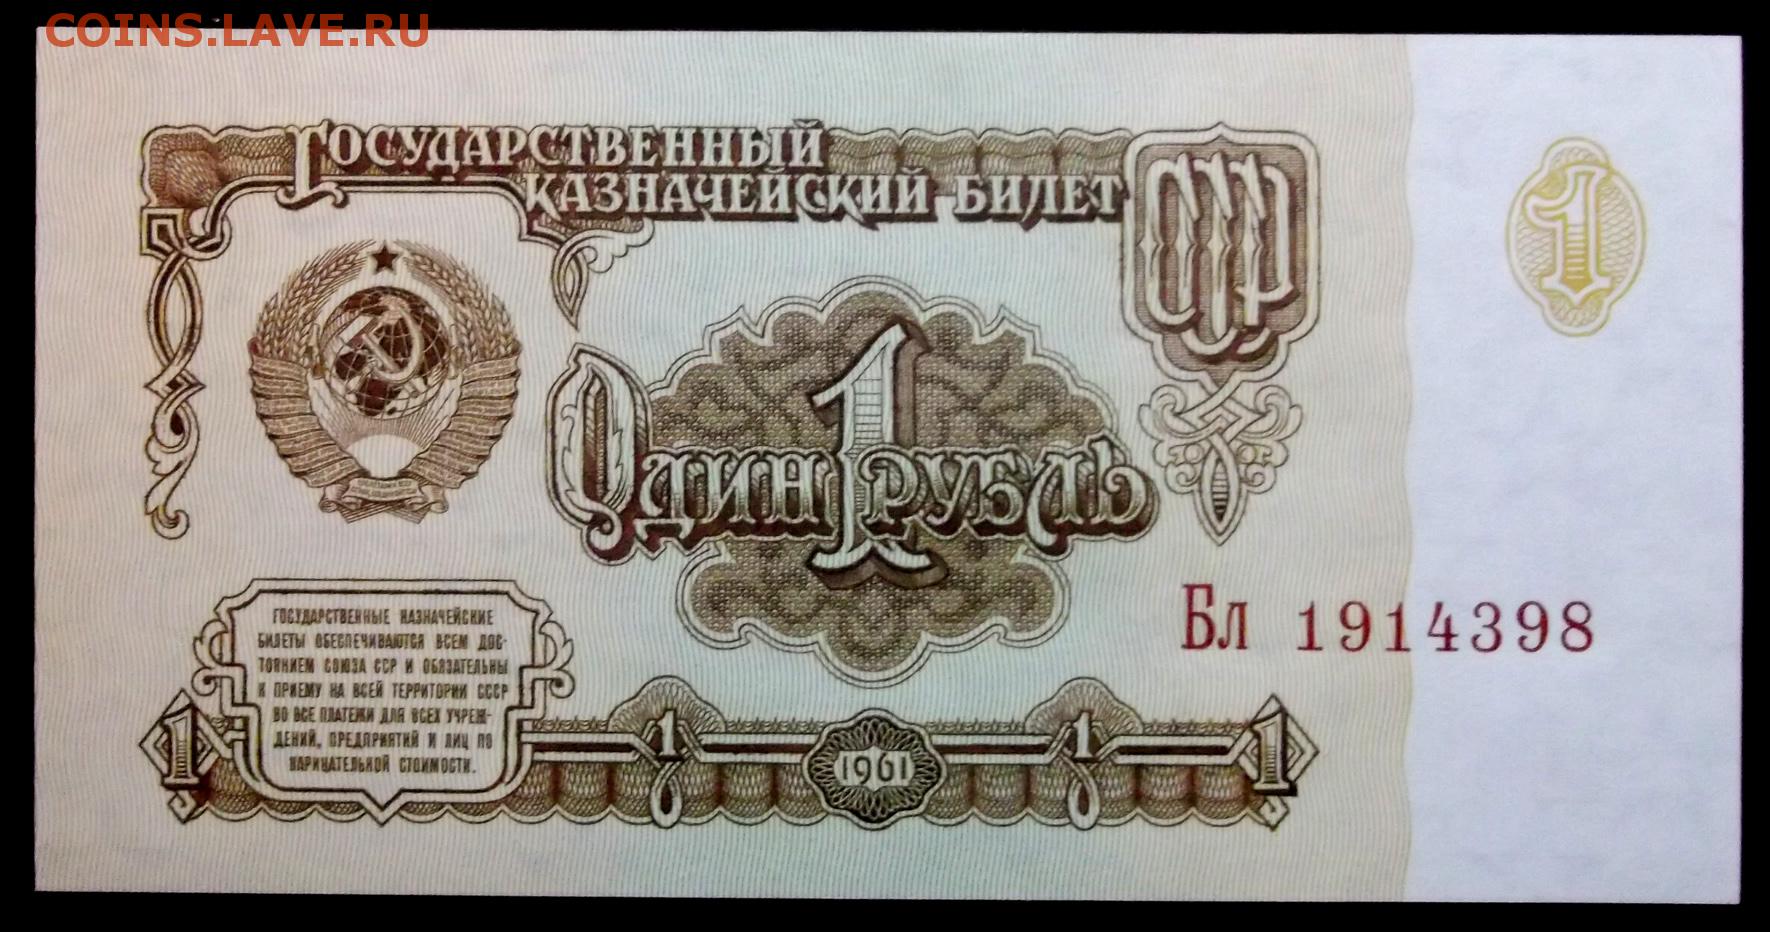 COINS.LAVE.RU
ГОСУДАРСТВЕННЫЙ
КАЗНАЧЕЙСКИЙ БИЛЕТ
СССР
1
1
ОДИН РУБЛЬ
Бл 1914398
ГОСУДАРСТВЕННЫЕ КАЗНАЧЕЙСКИЕ
БИЛЕТЫ ОБЕСПЕЧИВАЮТСЯ ВСЕМ ДОС-
ТОЯНИЕМ СОЮЗА ССР И ОБЯЗАТЕЛЬНЫ
К ПРИЕМУ НА ВСЕЙ ТЕРРИТОРИИ СССР
ВО ВСЕ ПЛАТЕЖИ ДЛЯ ВСЕХ УЧРЕЖ-
ДЕНИЙ, ПРЕДПРИЯТИЙ И ЛИЦ ПО
НАРИЦАТЕЛЬНОЙ СТОИМОСТИ.
1 1 1961 1 1